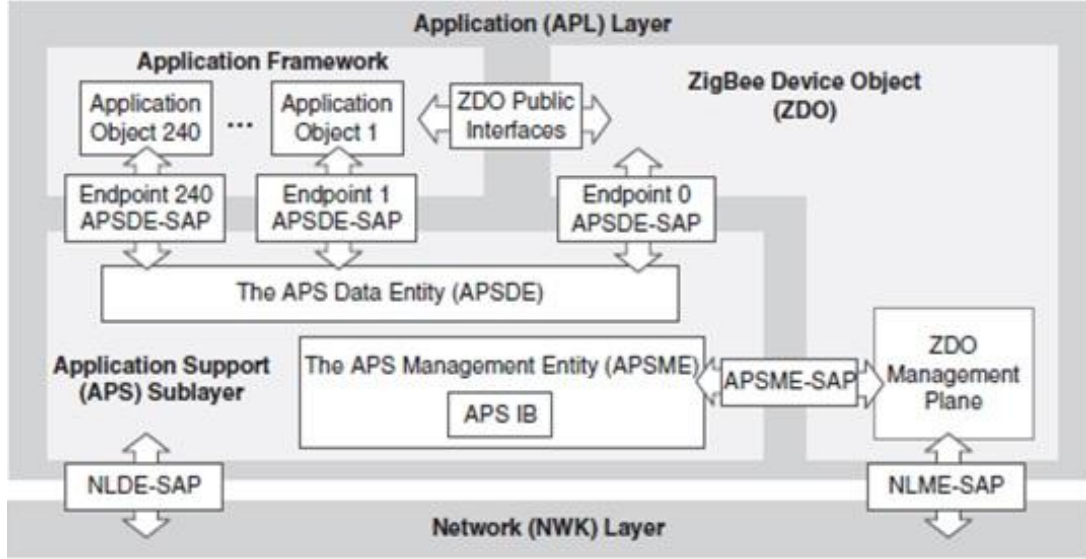 Application (APL) Layer
Application Framework
Application
Object 240
...
Application
Object 1
ZDO Public
Interfaces
ZigBee Device Object
(ZDO)
Endpoint 240
APSDE-SAP
Endpoint 1
APSDE-SAP
Endpoint 0
APSDE-SAP
The APS Data Entity (APSDE)
Application Support
(APS) Sublayer
The APS Management Entity (APSME)
APS IB
APSME-SAP
ZDO
Management
Plane
NLDE-SAP
NLME-SAP
Network (NWK) Layer